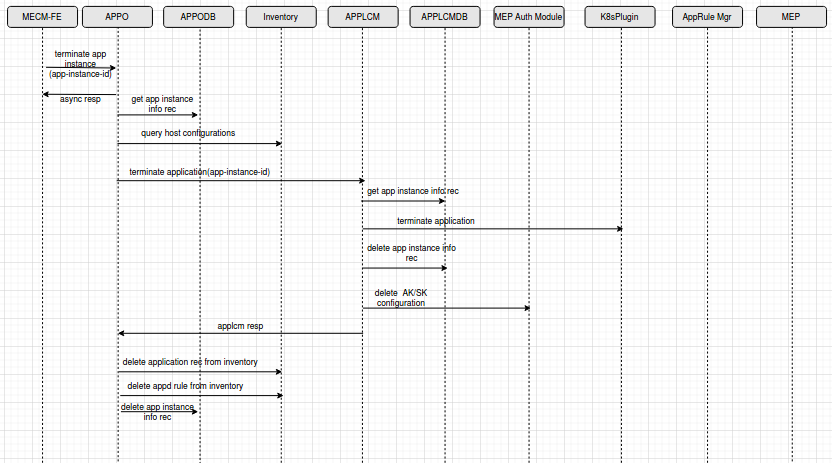 MECM-FE
APPO
APPODB
Inventory
APPLCM
APPLCMDB
MEP Auth Module
K8sPlugin
AppRule Mgr
MEP
terminate app
instance
(app-instance-id)
async resp
get app instance
info rec
query host configurations
terminate application(app-instance-id)
get app instance info rec
terminate application
delete app instance info
rec
delete AK/SK
configuration
applcm resp
delete application rec from inventory
delete appd rule from inventory
delete app instance
info rec